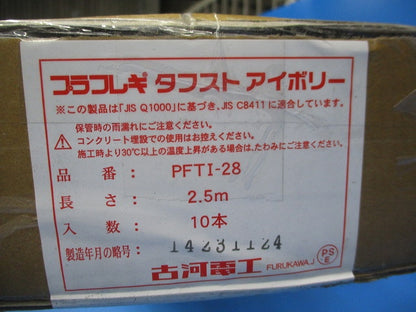 プラフレキ タフスト アイボリー
※この製品は「JIS Q1000」に基づき、JIS C8411 に適合しています。
保管時の雨漏れにご注意ください。
コンクリート埋設での使用はお控えください。
施工時より30℃以上の温度上昇がある場合は、たわみにご注意ください。
品 番: PFTI-28
長 さ: 2.5m
入 数: 10本
製造年月の略号: 14231124
古河電工 FURUKAWA.J
PS
E